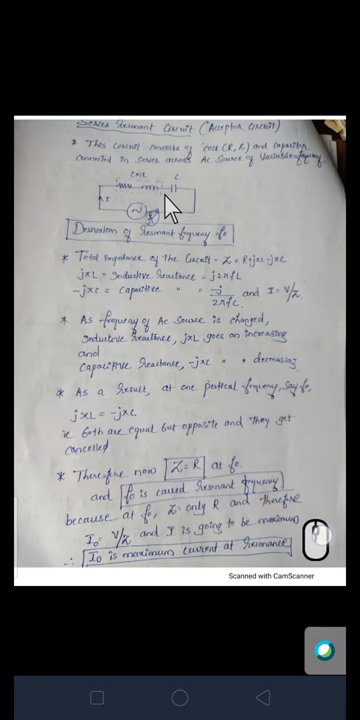 Series Resonant Circuit (Acceptor Circuit)
* This circuit consists of coil (R, L) and capacitor
connected in series across AC source of variable frequency.
coil C
I
Derivation of Resonant frequency fo
* Total Impedance of the circuit = Z = R+jXL-jXC
jXL = Inductive Reactance = j2πfL
-jXC = Capacitive " = -j/2πfC and I = V/Z
* As frequency of AC source is changed,
Inductive Reactance, jXL goes on increasing
and
Capacitive Reactance, -jXC " " decreasing
* As a Result, at one particular frequency, say fo,
jXL = -jXC
ie both are equal but opposite and they get
cancelled
* Therefore now Z=R at fo
and fo is called Resonant frequency
because at fo, Z=only R and therefore
Io= V/Z and I is going to be maximum
∴ Io is maximum current at Resonance
Scanned with CamScanner